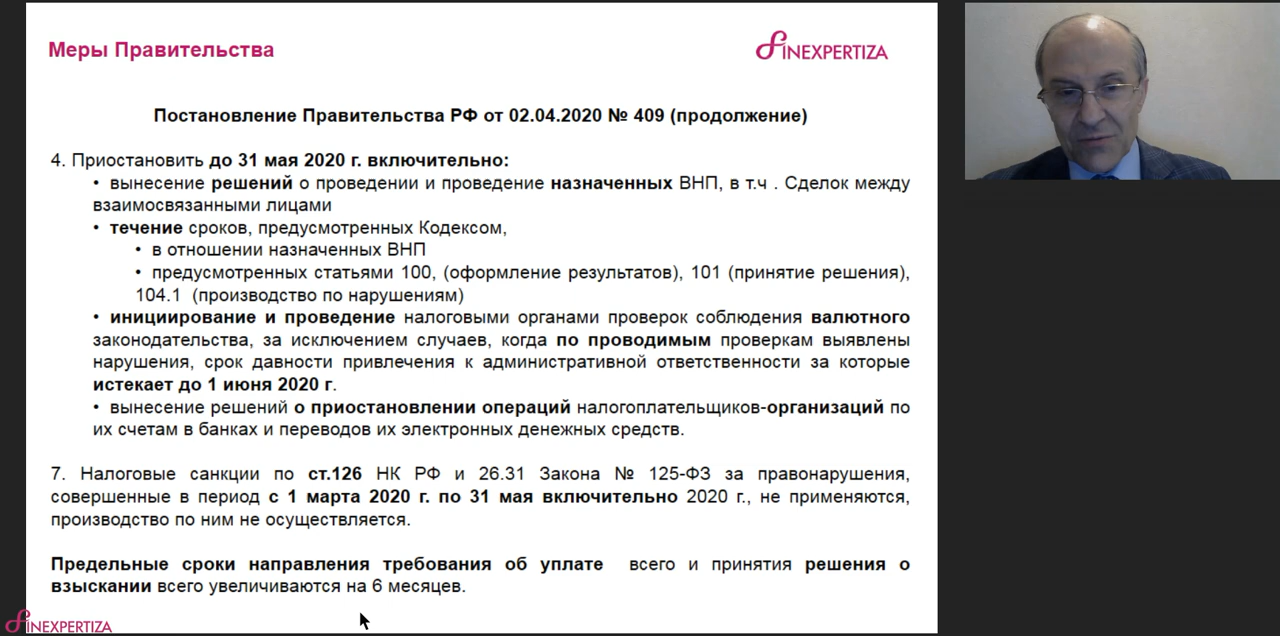 Меры Правительства
FINEXPERTIZA
Постановление Правительства РФ от 02.04.2020 № 409 (продолжение)
4. Приостановить до 31 мая 2020 г. включительно:
• вынесение решений о проведении и проведение назначенных ВНП, в т.ч . Сделок между
взаимосвязанными лицами
• течение сроков, предусмотренных Кодексом,
• в отношении назначенных ВНП
• предусмотренных статьями 100, (оформление результатов), 101 (принятие решения),
104.1 (производство по нарушениям)
• инициирование и проведение налоговыми органами проверок соблюдения валютного
законодательства, за исключением случаев, когда по проводимым проверкам выявлены
нарушения, срок давности привлечения к административной ответственности за которые
истекает до 1 июня 2020 г.
• вынесение решений о приостановлении операций налогоплательщиков-организаций по
их счетам в банках и переводов их электронных денежных средств.
7. Налоговые санкции по ст.126 НК РФ и 26.31 Закона № 125-ФЗ за правонарушения,
совершенные в период с 1 марта 2020 г. по 31 мая включительно 2020 г., не применяются,
производство по ним не осуществляется.
Предельные сроки направления требования об уплате всего и принятия решения о
взыскании всего увеличиваются на 6 месяцев.
FINEXPERTIZA